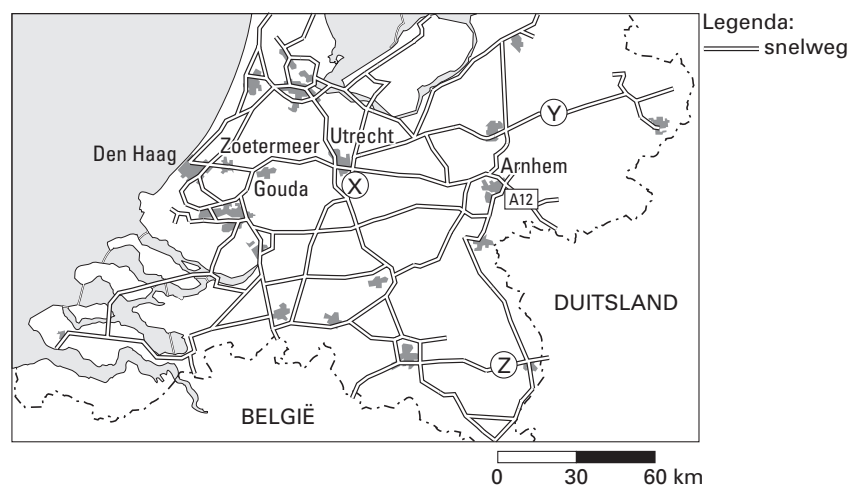 Legenda:
snelweg
Y
Utrecht
Zoetermeer
Den Haag
Arnhem
X
Gouda
A12
DUITSLAND
Z
BELGIË
0 30 60 km